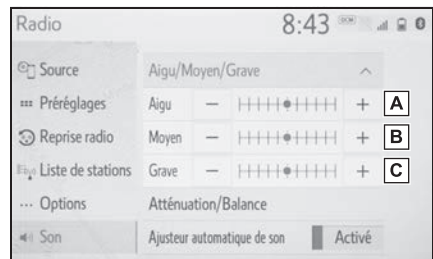 Radio 8:43 DCM
Source
Préréglages
Reprise radio
Liste de stations
Options
Son
Aigu/Moyen/Grave
Aigu − + A
Moyen − + B
Grave − + C
Atténuation/Balance
Ajusteur automatique de son Activé